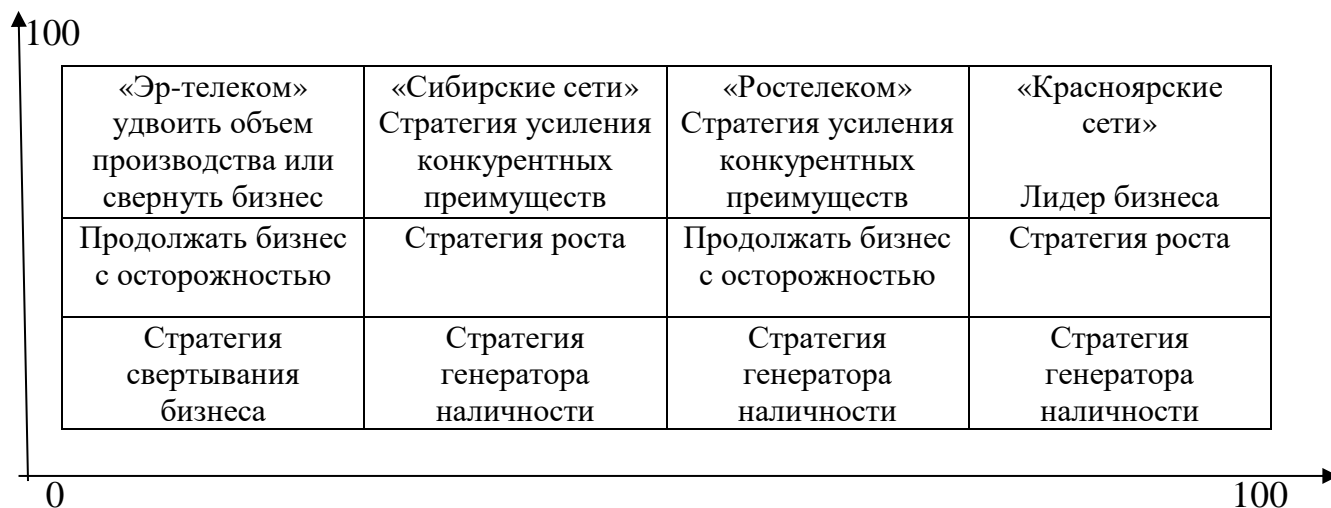 100
«Эр-телеком»
удвоить объем
производства или
свернуть бизнес
«Сибирские сети»
Стратегия усиления
конкурентных
преимуществ
«Ростелеком»
Стратегия усиления
конкурентных
преимуществ
«Красноярские
сети»
Лидер бизнеса
Продолжать бизнес
с осторожностью
Стратегия роста
Продолжать бизнес
с осторожностью
Стратегия роста
Стратегия
свертывания
бизнеса
Стратегия
генератора
наличности
Стратегия
генератора
наличности
Стратегия
генератора
наличности
0
100